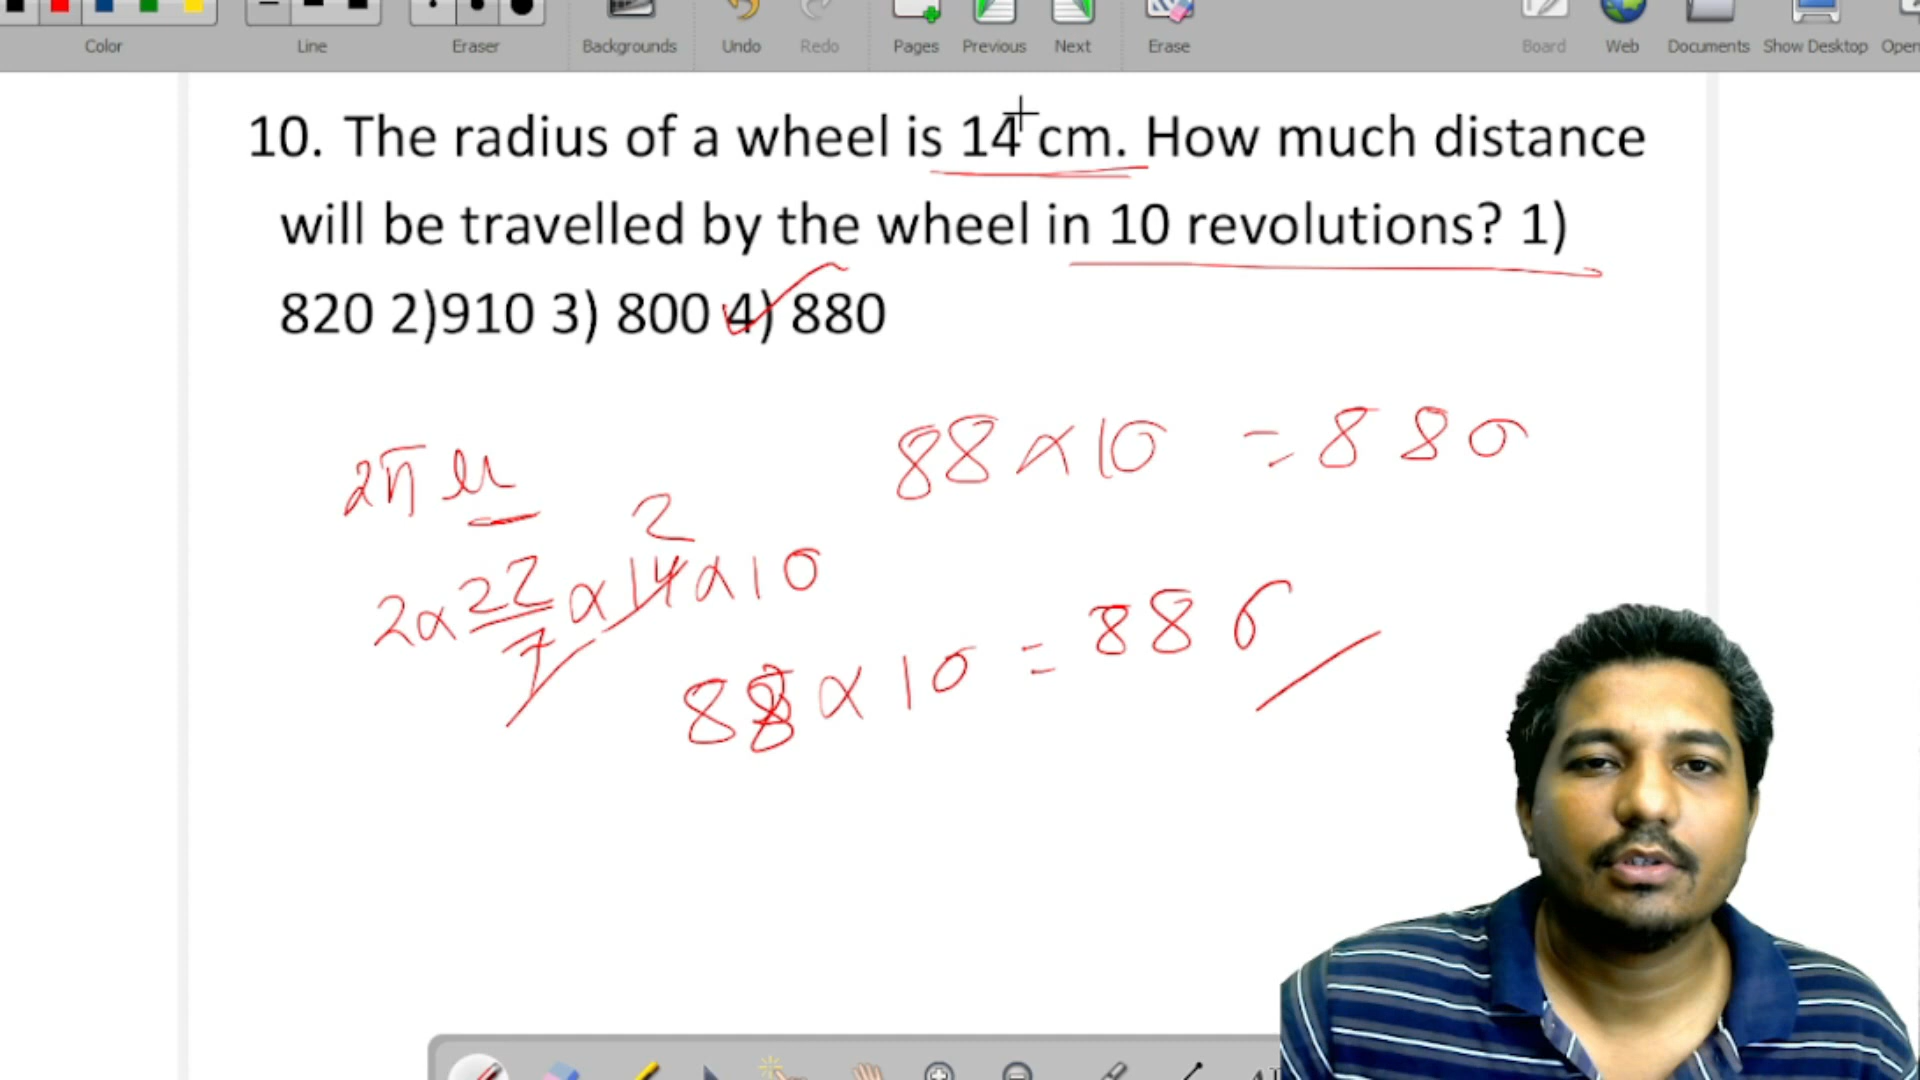 Color Line Eraser Backgrounds Undo Redo Pages Previous Next Erase Board Web Documents Show Desktop Open
10. The radius of a wheel is 14 cm. How much distance
will be travelled by the wheel in 10 revolutions? 1)
820 2)910 3) 800 4) 880
2πr
88 × 10 = 880
2
2 × 22/7 × 14 × 10
88 × 10 = 880